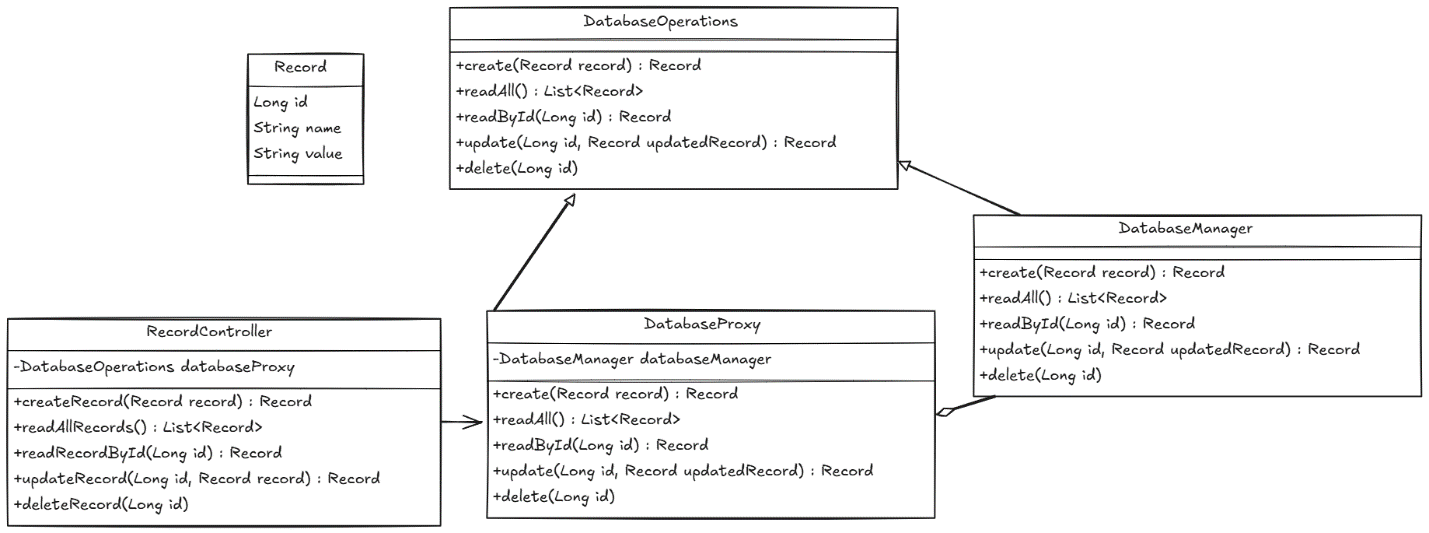 DatabaseOperations
+create(Record record) : Record
+readAll() : List<Record>
+readById(Long id) : Record
+update(Long id, Record updatedRecord) : Record
+delete(Long id)
Record
Long id
String name
String value
DatabaseManager
+create(Record record) : Record
+readAll() : List<Record>
+readById(Long id) : Record
+update(Long id, Record updatedRecord) : Record
+delete(Long id)
RecordController
-DatabaseOperations databaseProxy
+createRecord(Record record) : Record
+readAllRecords() : List<Record>
+readRecordById(Long id) : Record
+updateRecord(Long id, Record record) : Record
+deleteRecord(Long id)
DatabaseProxy
-DatabaseManager databaseManager
+create(Record record) : Record
+readAll() : List<Record>
+readById(Long id) : Record
+update(Long id, Record updatedRecord) : Record
+delete(Long id)